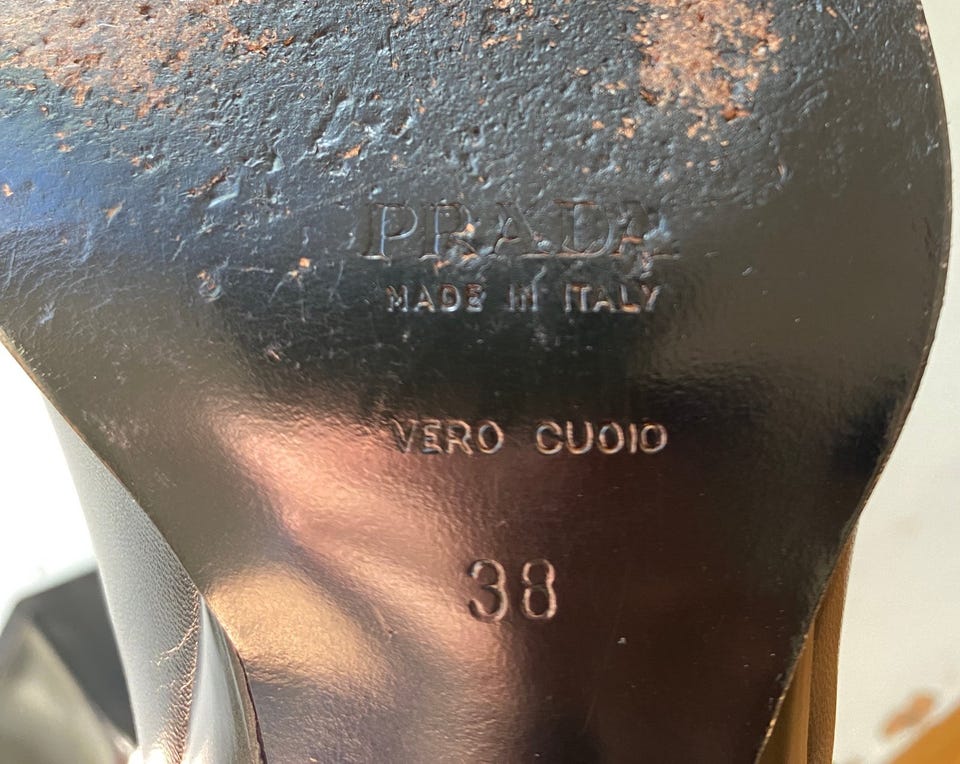 PRADA
MADE IN ITALY
VERO CUOIO
38